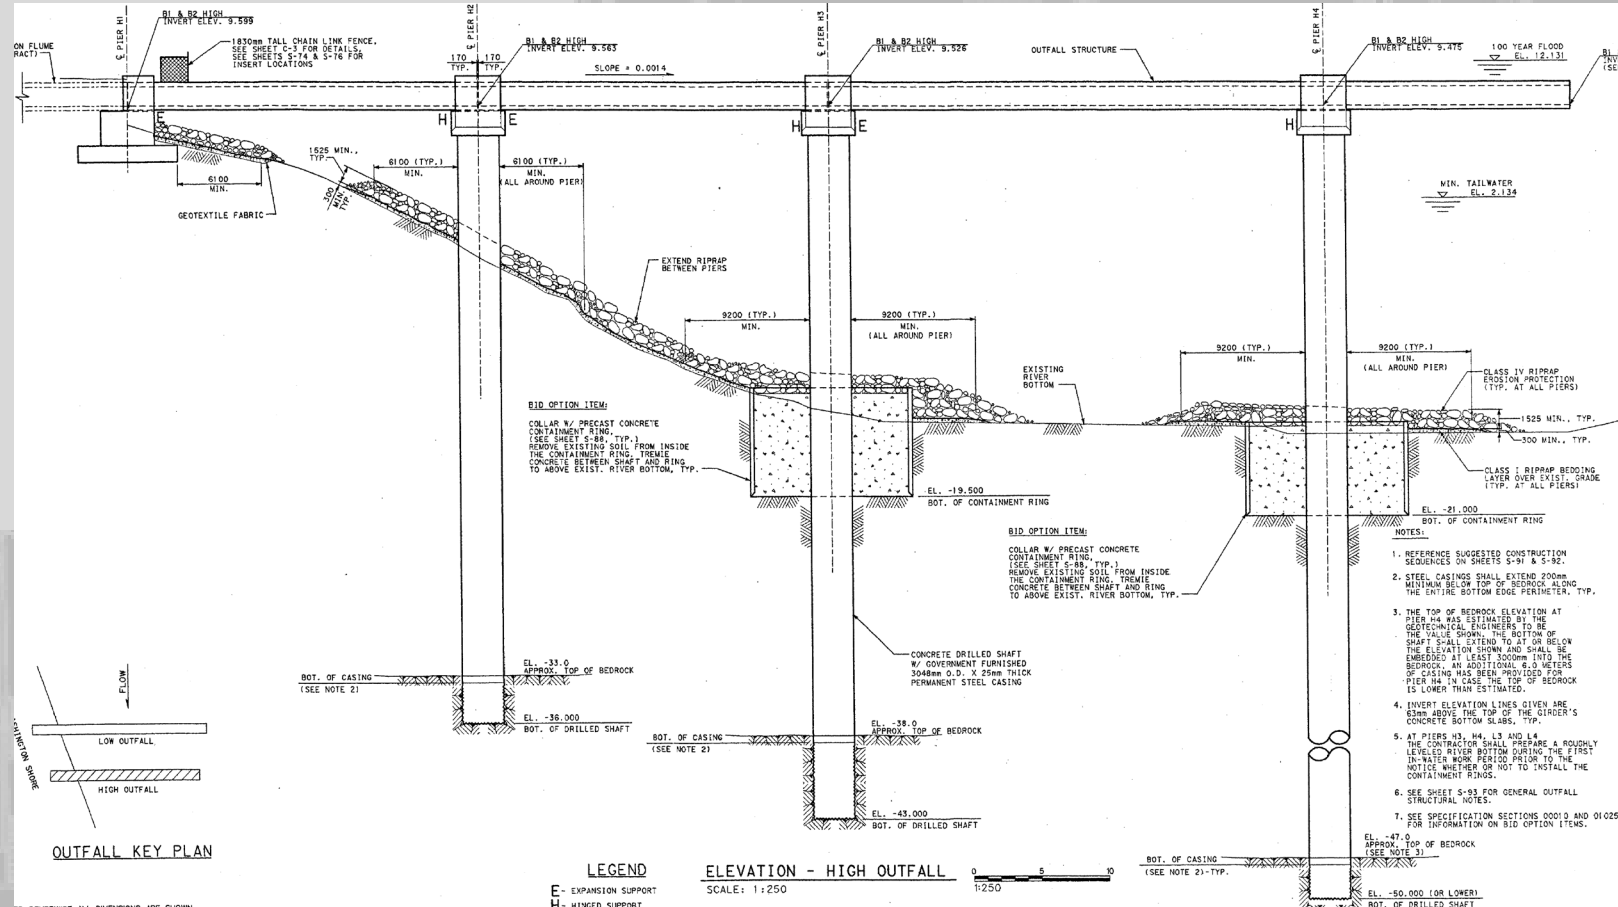 B1 & B2 HIGH
INVERT ELEV. 9.599
℄ PIER H1
ON FLUME
RACT)
1830mm TALL CHAIN LINK FENCE,
SEE SHEET C-3 FOR DETAILS,
SEE SHEETS S-74 & S-76 FOR
INSERT LOCATIONS
℄ PIER H2
B1 & B2 HIGH
INVERT ELEV. 9.563
170 170
TYP. TYP.
SLOPE = 0.0014
℄ PIER H3
B1 & B2 HIGH
INVERT ELEV. 9.526
OUTFALL STRUCTURE
℄ PIER H4
B1 & B2 HIGH
INVERT ELEV. 9.475
100 YEAR FLOOD
EL. 12.131
B1
INV
(SE
E
H E
H E
H
1525 MIN.,
TYP.
300
MIN.
TYP.
6100
MIN.
GEOTEXTILE FABRIC
6100 (TYP.)
MIN.
6100 (TYP.)
MIN.
(ALL AROUND PIER)
MIN. TAILWATER
EL. 2.134
EXTEND RIPRAP
BETWEEN PIERS
9200 (TYP.)
MIN.
9200 (TYP.)
MIN.
(ALL AROUND PIER)
EXISTING
RIVER
BOTTOM
9200 (TYP.)
MIN.
9200 (TYP.)
MIN.
(ALL AROUND PIER)
CLASS IV RIPRAP
EROSION PROTECTION
(TYP. AT ALL PIERS)
1525 MIN., TYP.
300 MIN., TYP.
CLASS I RIPRAP BEDDING
LAYER OVER EXIST. GRADE
(TYP. AT ALL PIERS)
BID OPTION ITEM:
COLLAR W/ PRECAST CONCRETE
CONTAINMENT RING,
(SEE SHEET S-88, TYP.)
REMOVE EXISTING SOIL FROM INSIDE
THE CONTAINMENT RING. TREMIE
CONCRETE BETWEEN SHAFT AND RING
TO ABOVE EXIST. RIVER BOTTOM, TYP.
EL. -19.500
BOT. OF CONTAINMENT RING
BID OPTION ITEM:
COLLAR W/ PRECAST CONCRETE
CONTAINMENT RING,
(SEE SHEET S-88, TYP.)
REMOVE EXISTING SOIL FROM INSIDE
THE CONTAINMENT RING. TREMIE
CONCRETE BETWEEN SHAFT AND RING
TO ABOVE EXIST. RIVER BOTTOM, TYP.
EL. -21.000
BOT. OF CONTAINMENT RING
NOTES:
1. REFERENCE SUGGESTED CONSTRUCTION
SEQUENCES ON SHEETS S-91 & S-92.
2. STEEL CASINGS SHALL EXTEND 200mm
MINIMUM BELOW TOP OF BEDROCK ALONG
THE ENTIRE BOTTOM EDGE PERIMETER, TYP.
3. THE TOP OF BEDROCK ELEVATION AT
PIER H4 WAS ESTIMATED BY THE
GEOTECHNICAL ENGINEERS TO BE
THE VALUE SHOWN. THE BOTTOM OF
SHAFT SHALL EXTEND TO AT OR BELOW
THE ELEVATION SHOWN AND SHALL BE
EMBEDDED AT LEAST 3000mm INTO THE
BEDROCK. AN ADDITIONAL 6.0 METERS
OF CASING HAS BEEN PROVIDED FOR
PIER H4 IN CASE THE TOP OF BEDROCK
IS LOWER THAN ESTIMATED.
4. INVERT ELEVATION LINES GIVEN ARE
63mm ABOVE THE TOP OF THE GIRDER'S
CONCRETE BOTTOM SLABS, TYP.
5. AT PIERS H3, H4, L3 AND L4
THE CONTRACTOR SHALL PREPARE A ROUGHLY
LEVELED RIVER BOTTOM DURING THE FIRST
IN-WATER WORK PERIOD PRIOR TO THE
NOTICE WHETHER OR NOT TO INSTALL THE
CONTAINMENT RINGS.
6. SEE SHEET S-93 FOR GENERAL OUTFALL
STRUCTURAL NOTES.
7. SEE SPECIFICATION SECTIONS 00010 AND 01025
FOR INFORMATION ON BID OPTION ITEMS.
CONCRETE DRILLED SHAFT
W/ GOVERNMENT FURNISHED
3048mm O.D. X 25mm THICK
PERMANENT STEEL CASING
EL. -33.0
APPROX. TOP OF BEDROCK
BOT. OF CASING
(SEE NOTE 2)
EL. -36.000
BOT. OF DRILLED SHAFT
EL. -38.0
APPROX. TOP OF BEDROCK
BOT. OF CASING
(SEE NOTE 2)
EL. -43.000
BOT. OF DRILLED SHAFT
EL. -47.0
APPROX. TOP OF BEDROCK
(SEE NOTE 3)
BOT. OF CASING
(SEE NOTE 2)-TYP.
EL. -50.000 (OR LOWER)
BOT. OF DRILLED SHAFT
FLOW
LOW OUTFALL
HIGH OUTFALL
SHINGTON SHORE
OUTFALL KEY PLAN
LEGEND
E- EXPANSION SUPPORT
H- HINGED SUPPORT
ELEVATION - HIGH OUTFALL
SCALE: 1:250
0 5 10
1:250